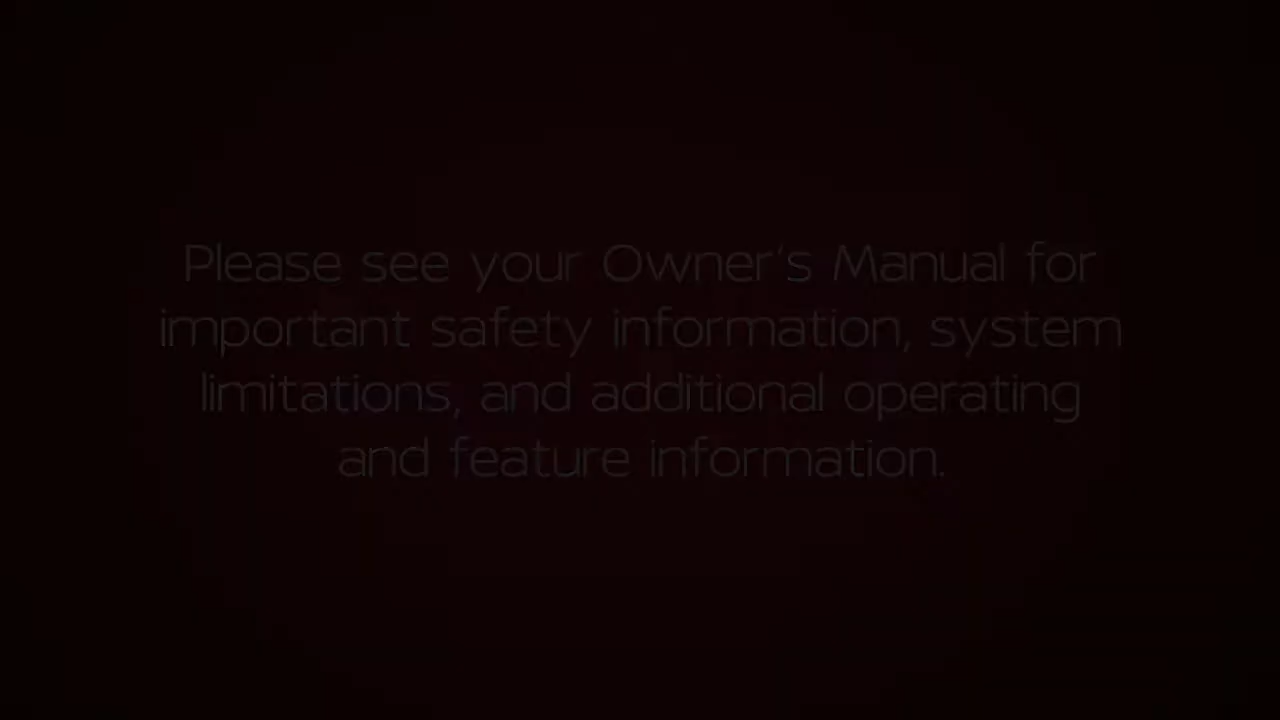 Please see your Owner's Manual for
important safety information, system
limitations, and additional operating
and feature information.